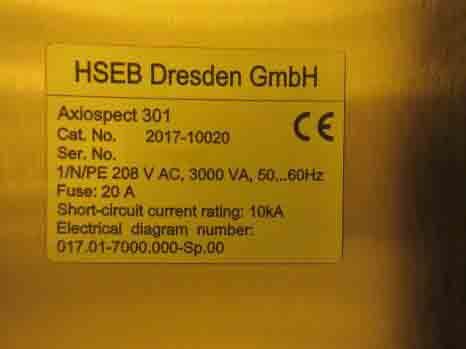 HSEB Dresden GmbH
Axiospect 301
Cat. No. 2017-10020
Ser. No.
1/N/PE 208 V AC, 3000 VA, 50...60Hz
Fuse: 20 A
Short-circuit current rating: 10kA
Electrical diagram number:
017.01-7000.000-Sp.00
CE